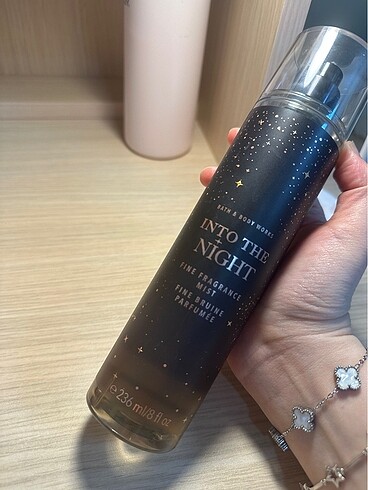 BATH & BODY WORKS
INTO THE
NIGHT
FINE FRAGRANCE
MIST
FINE BRUINE
PARFUMÉE
℮ 236 ml/8 fl oz